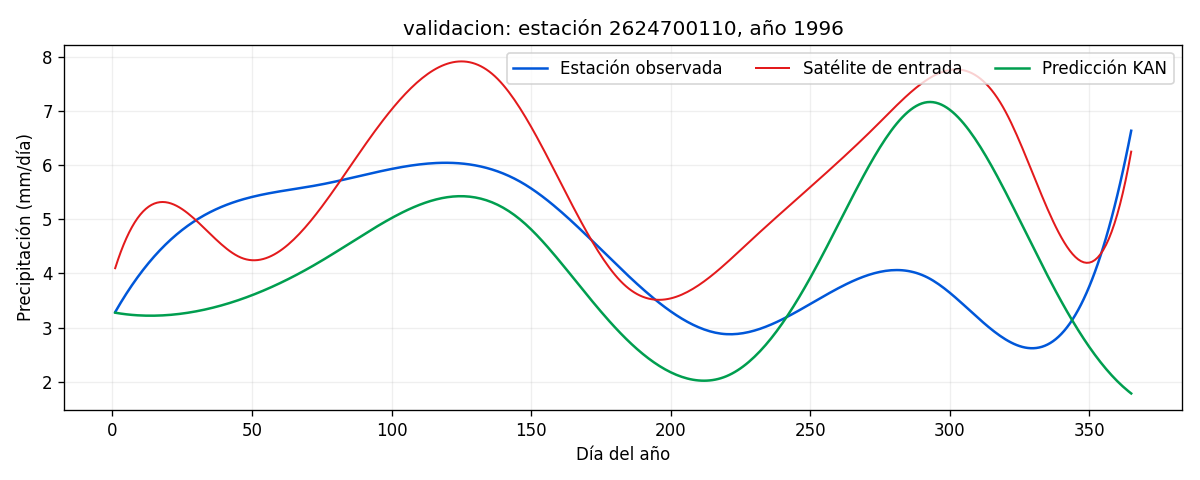 validacion: estación 2624700110, año 1996
Estación observada
Satélite de entrada
Predicción KAN
Precipitación (mm/día)
8
7
6
5
4
3
2
0 50 100 150 200 250 300 350
Día del año